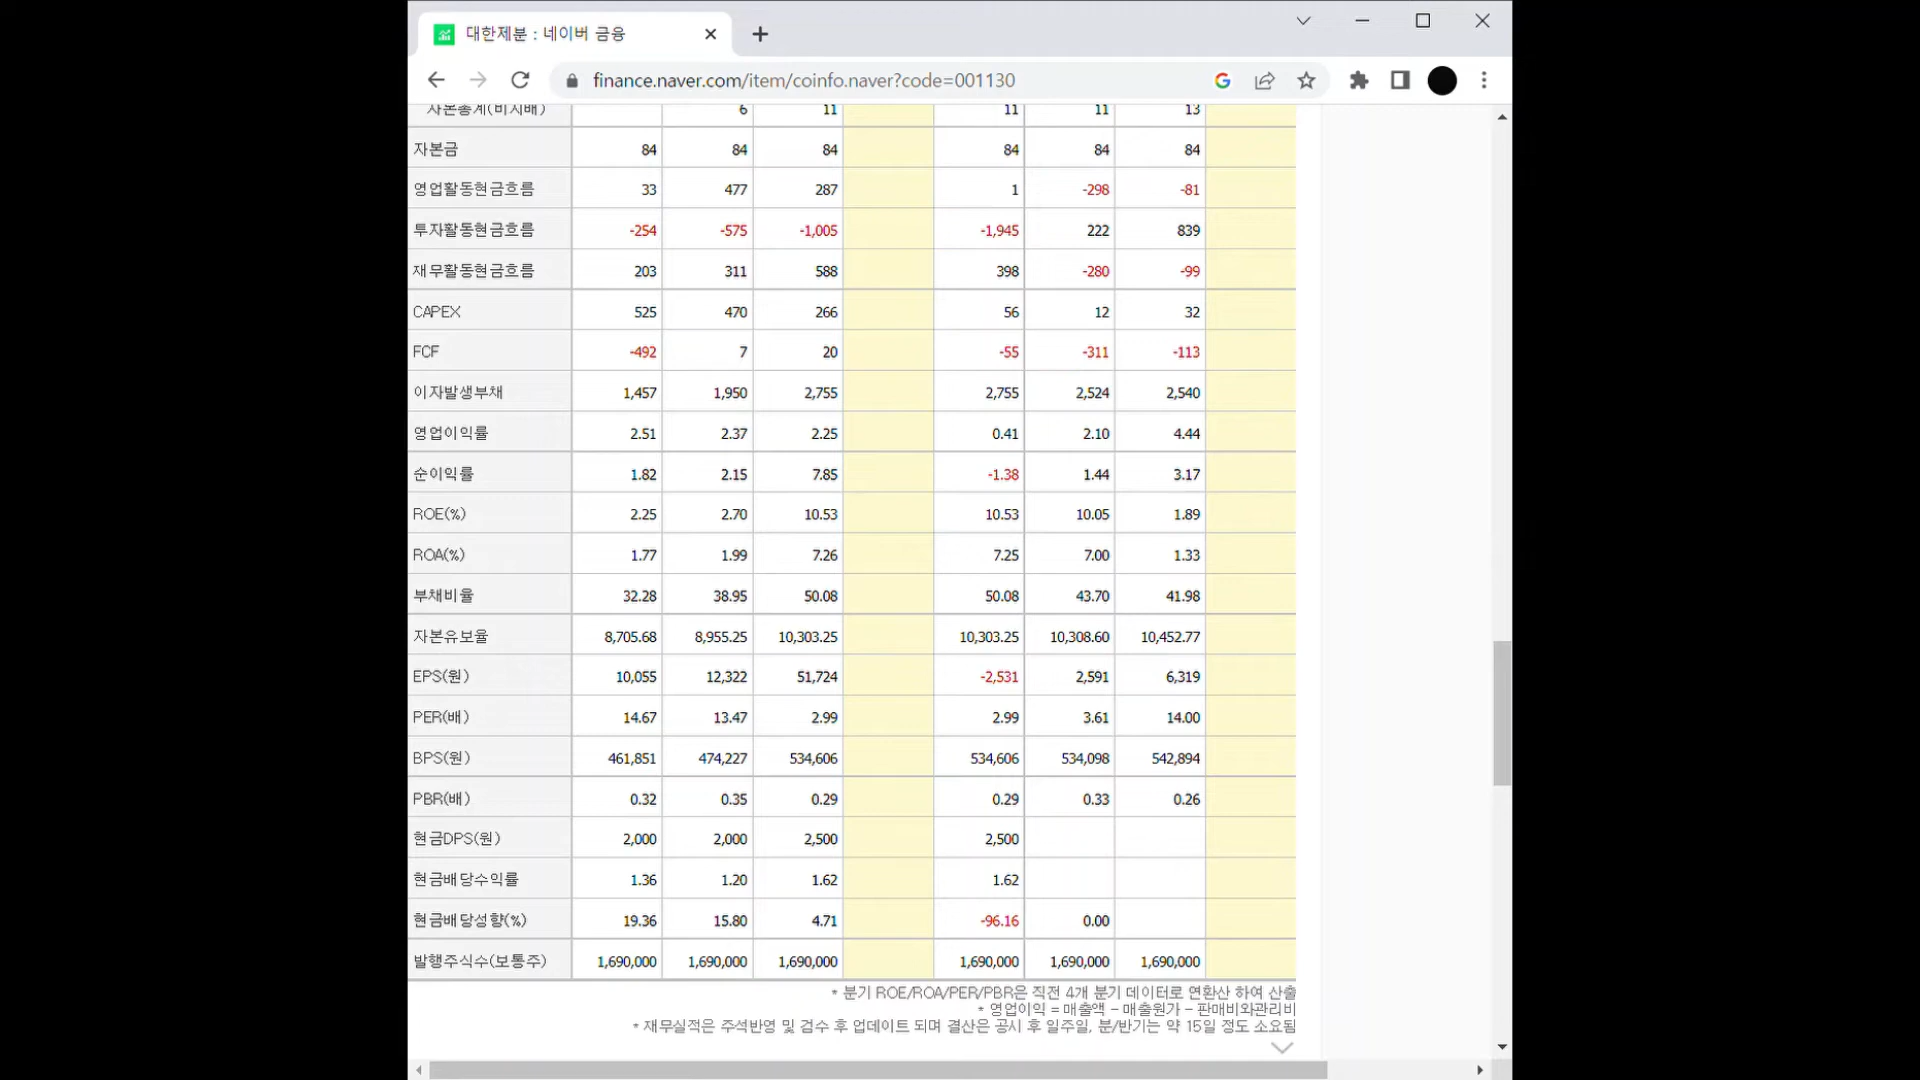 대한제분 : 네이버 금융
finance.naver.com/item/coinfo.naver?code=001130
자본총계(비지배) 6 11 11 11 13
자본금 84 84 84 84 84 84
영업활동현금흐름 33 477 287 1 -298 -81
투자활동현금흐름 -254 -575 -1,005 -1,945 222 839
재무활동현금흐름 203 311 588 398 -280 -99
CAPEX 525 470 266 56 12 32
FCF -492 7 20 -55 -311 -113
이자발생부채 1,457 1,950 2,755 2,755 2,524 2,540
영업이익률 2.51 2.37 2.25 0.41 2.10 4.44
순이익률 1.82 2.15 7.85 -1.38 1.44 3.17
ROE(%) 2.25 2.70 10.53 10.53 10.05 1.89
ROA(%) 1.77 1.99 7.26 7.25 7.00 1.33
부채비율 32.28 38.95 50.08 50.08 43.70 41.98
자본유보율 8,705.68 8,955.25 10,303.25 10,303.25 10,308.60 10,452.77
EPS(원) 10,055 12,322 51,724 -2,531 2,591 6,319
PER(배) 14.67 13.47 2.99 2.99 3.61 14.00
BPS(원) 461,851 474,227 534,606 534,606 534,098 542,894
PBR(배) 0.32 0.35 0.29 0.29 0.33 0.26
현금DPS(원) 2,000 2,000 2,500 2,500
현금배당수익률 1.36 1.20 1.62 1.62
현금배당성향(%) 19.36 15.80 4.71 -96.16 0.00
발행주식수(보통주) 1,690,000 1,690,000 1,690,000 1,690,000 1,690,000 1,690,000
* 분기 ROE/ROA/PER/PBR은 직전 4개 분기 데이터로 연환산 하여 산출
* 영업이익 = 매출액 - 매출원가 - 판매비와관리비
* 재무실적은 주석반영 및 검수 후 업데이트 되며 결산은 공시 후 일주일, 분/반기는 약 15일 정도 소요됨